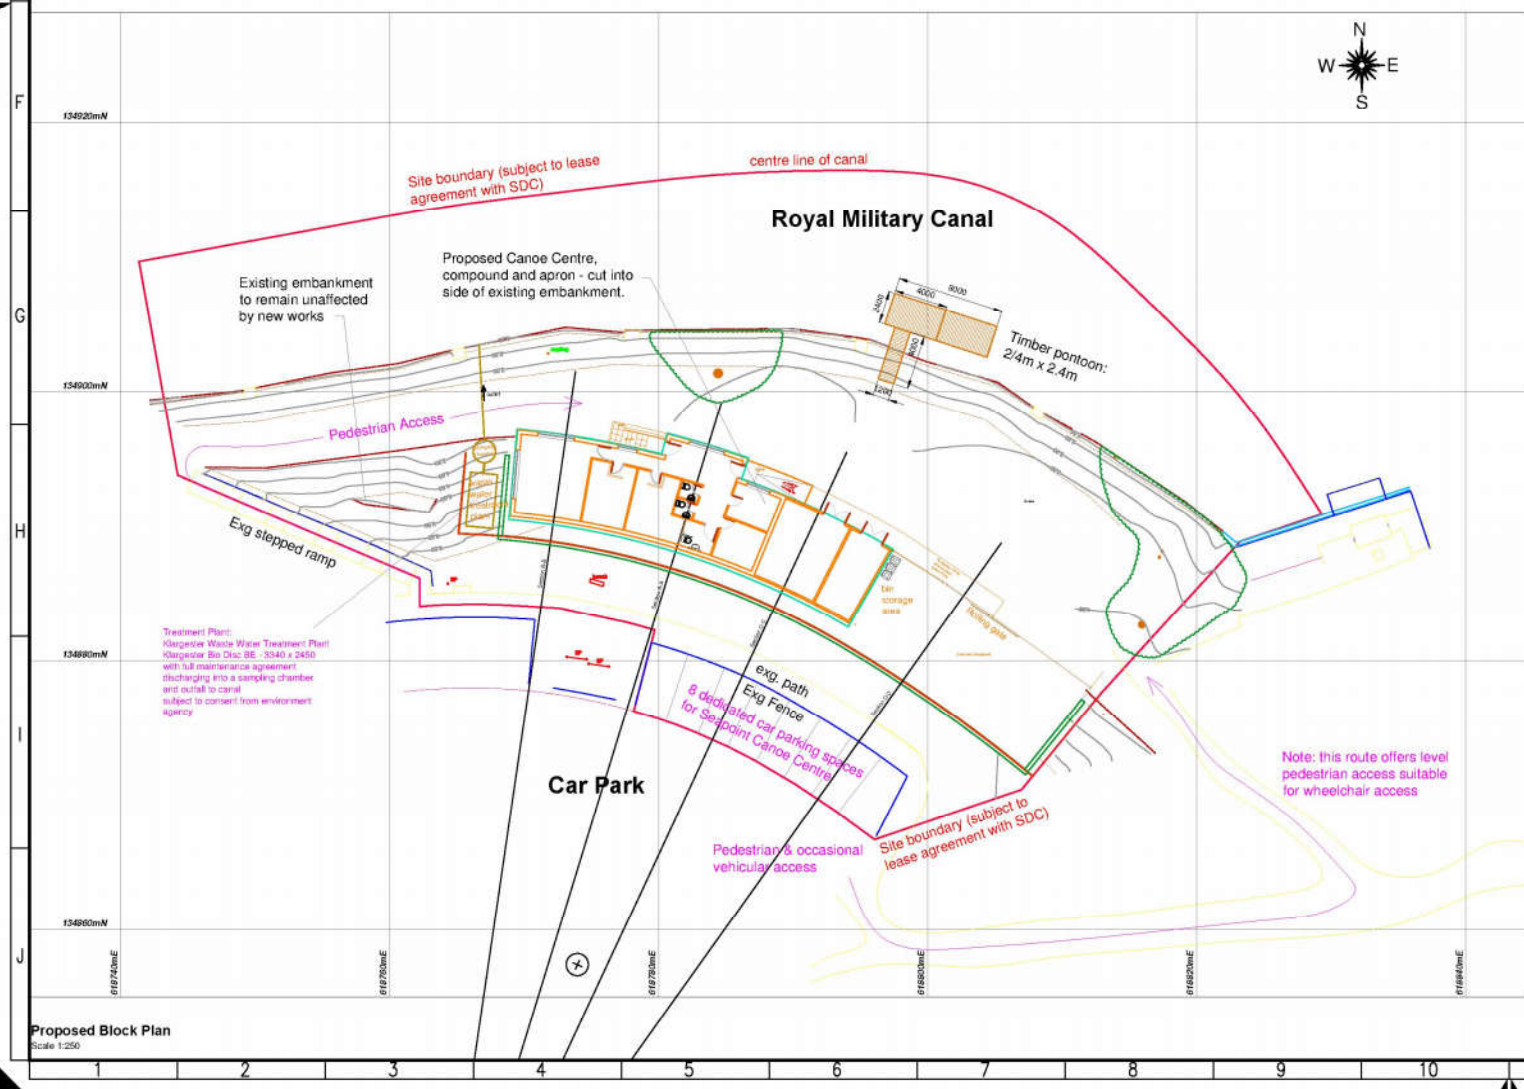 N
W E
S
F
134920mN
Site boundary (subject to lease
agreement with SDC)
centre line of canal
Royal Military Canal
Proposed Canoe Centre,
compound and apron - cut into
side of existing embankment.
Existing embankment
to remain unaffected
by new works
G
8000
4000
2400
4000
1200
Timber pontoon:
2/4m x 2.4m
134900mN
Pedestrian Access
H
Exg stepped ramp
bin
storage
area
Rolling gate
Treatment Plant:
Klargester Waste Water Treatment Plant
Klargester Bio Disc BE - 3340 x 2450
with full maintenance agreement
discharging into a sampling chamber
and outfall to canal
subject to consent from environment
agency
134880mN
exg. path
Exg Fence
8 dedicated car parking spaces
for Seapoint Canoe Centre
I
Car Park
Note: this route offers level
pedestrian access suitable
for wheelchair access
Site boundary (subject to
lease agreement with SDC)
Pedestrian & occasional
vehicular access
134860mN
J
618740mE
618760mE
618780mE
618800mE
618820mE
618840mE
Proposed Block Plan
Scale 1:250
1 2 3 4 5 6 7 8 9 10